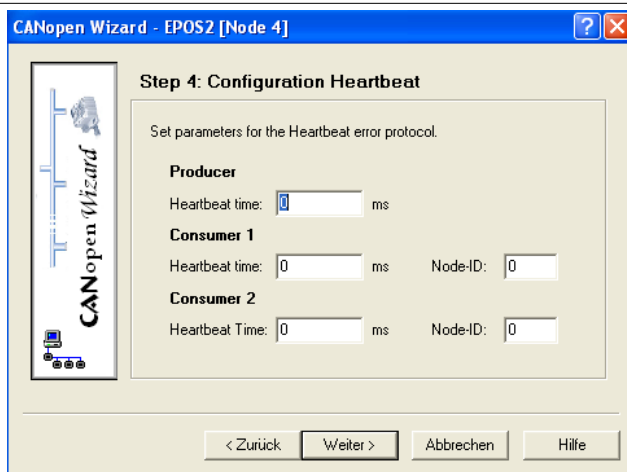 CANopen Wizard - EPOS2 [Node 4]
CANopen Wizard
Step 4: Configuration Heartbeat
Set parameters for the Heartbeat error protocol.
Producer
Heartbeat time: 0 ms
Consumer 1
Heartbeat time: 0 ms Node-ID: 0
Consumer 2
Heartbeat Time: 0 ms Node-ID: 0
< Zurück Weiter > Abbrechen Hilfe